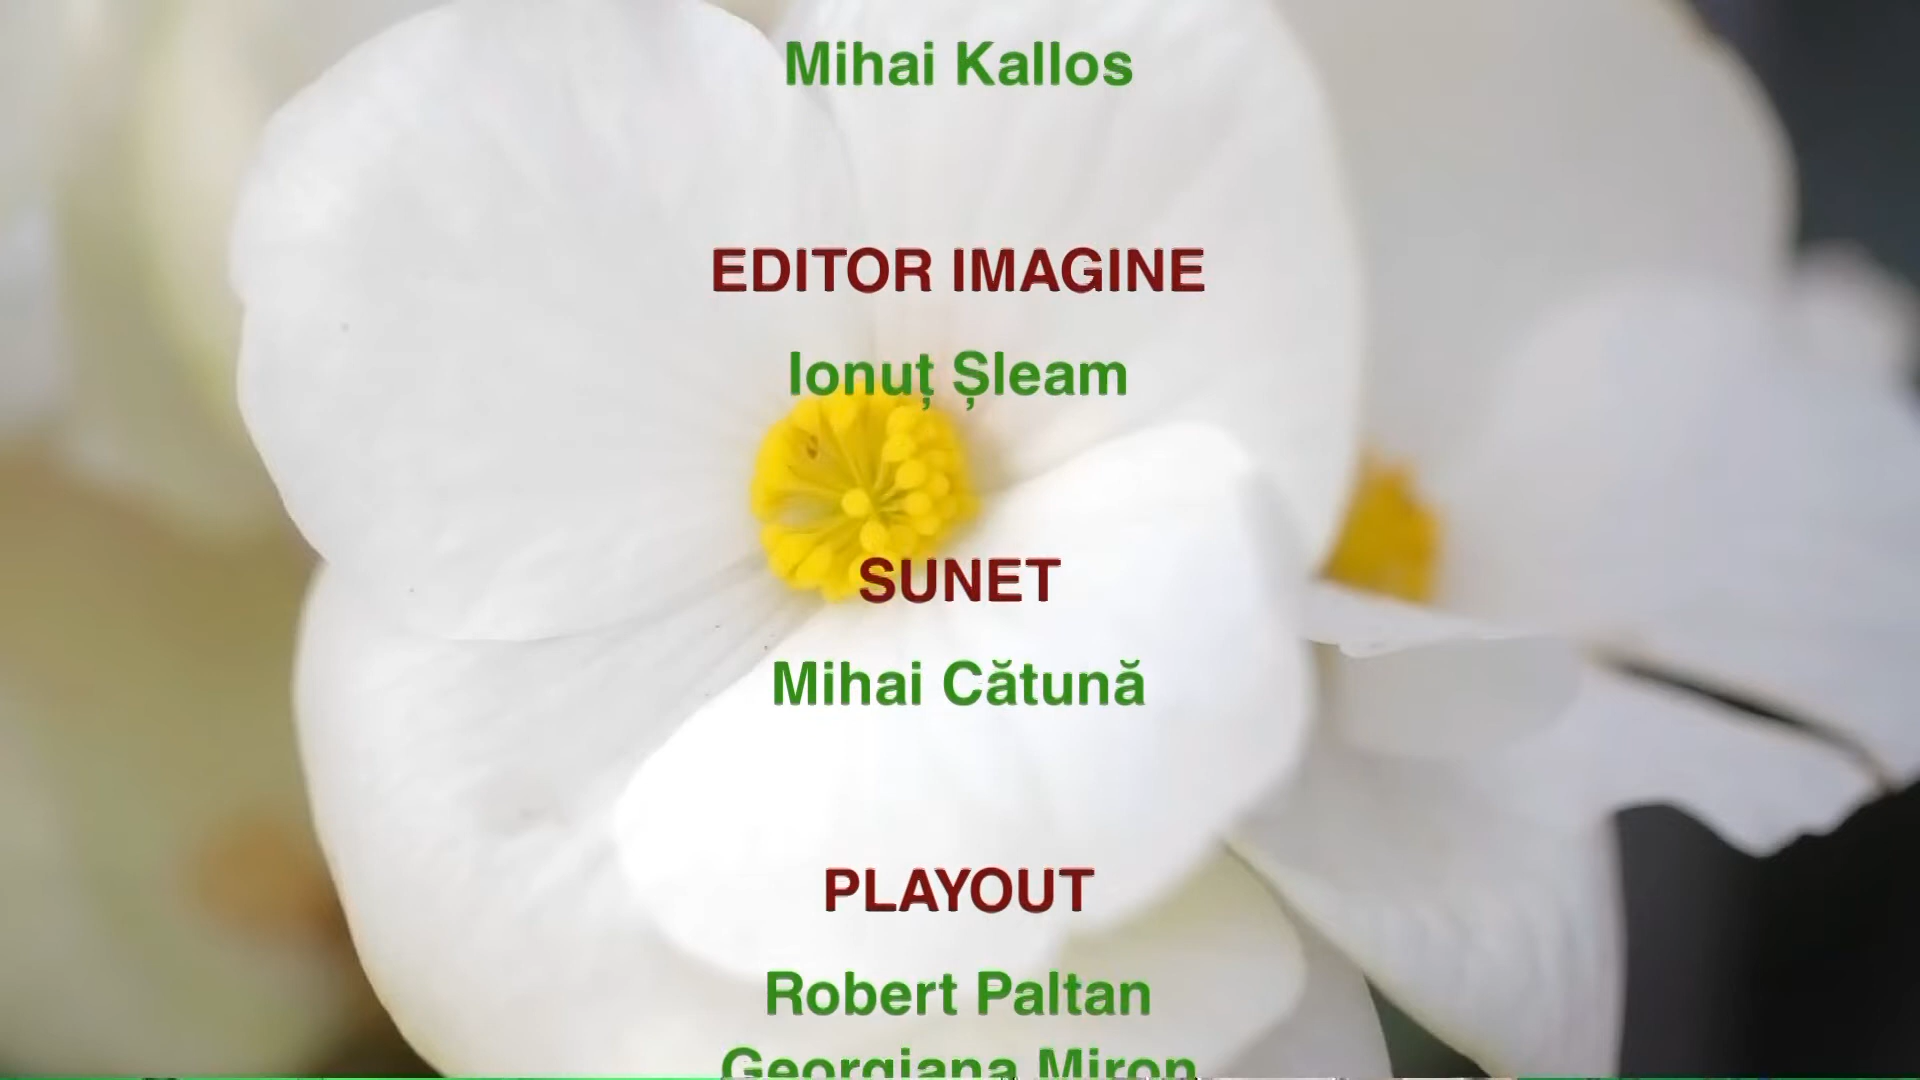 Mihai Kallos
EDITOR IMAGINE
Ionuț Șleam
SUNET
Mihai Cătună
PLAYOUT
Robert Paltan
Georgiana Miron